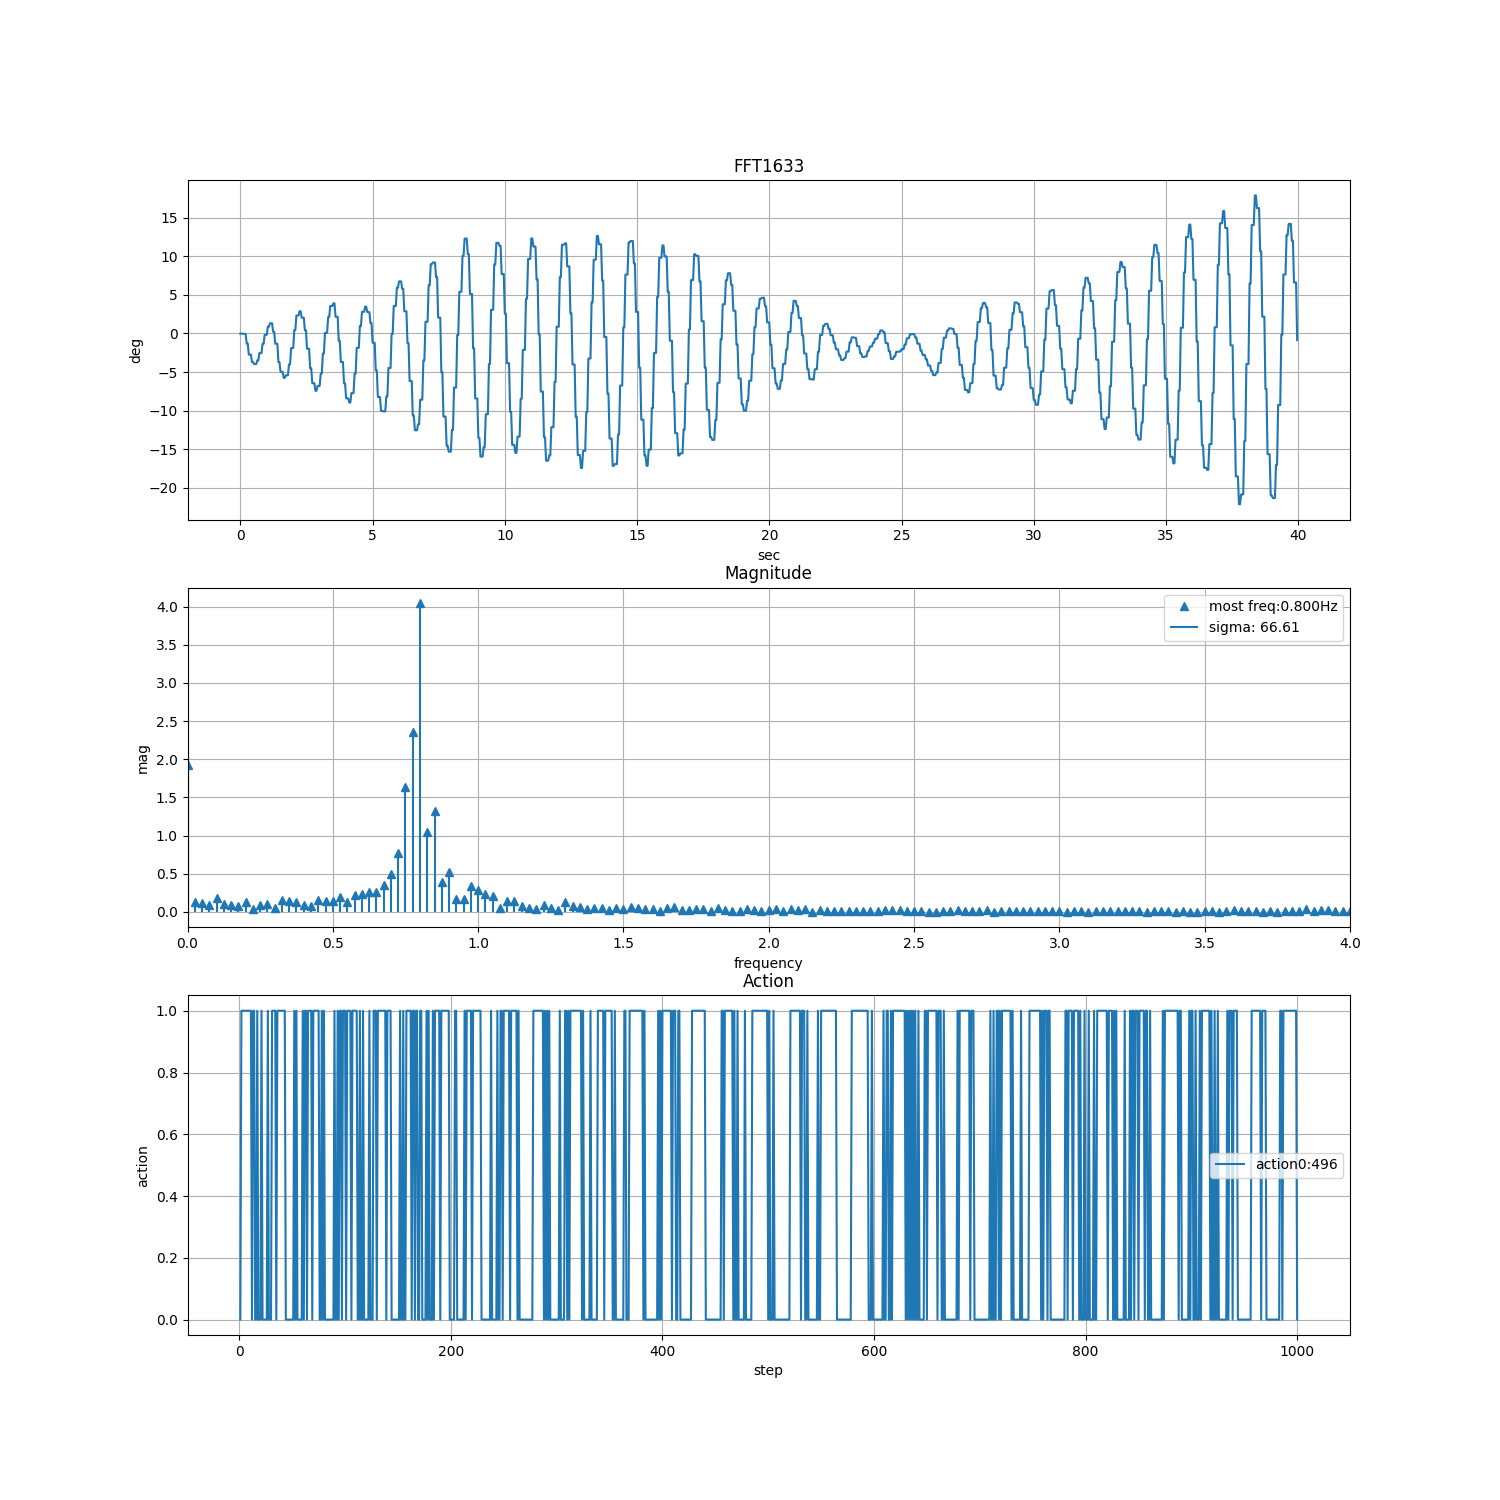 FFT1633
deg
15
10
5
0
−5
−10
−15
−20
0 5 10 15 20 25 30 35 40
sec
Magnitude
mag
4.0
3.5
3.0
2.5
2.0
1.5
1.0
0.5
0.0
most freq:0.800Hz
sigma: 66.61
0.0 0.5 1.0 1.5 2.0 2.5 3.0 3.5 4.0
frequency
Action
action
1.0
0.8
0.6
0.4
0.2
0.0
action0:496
0 200 400 600 800 1000
step